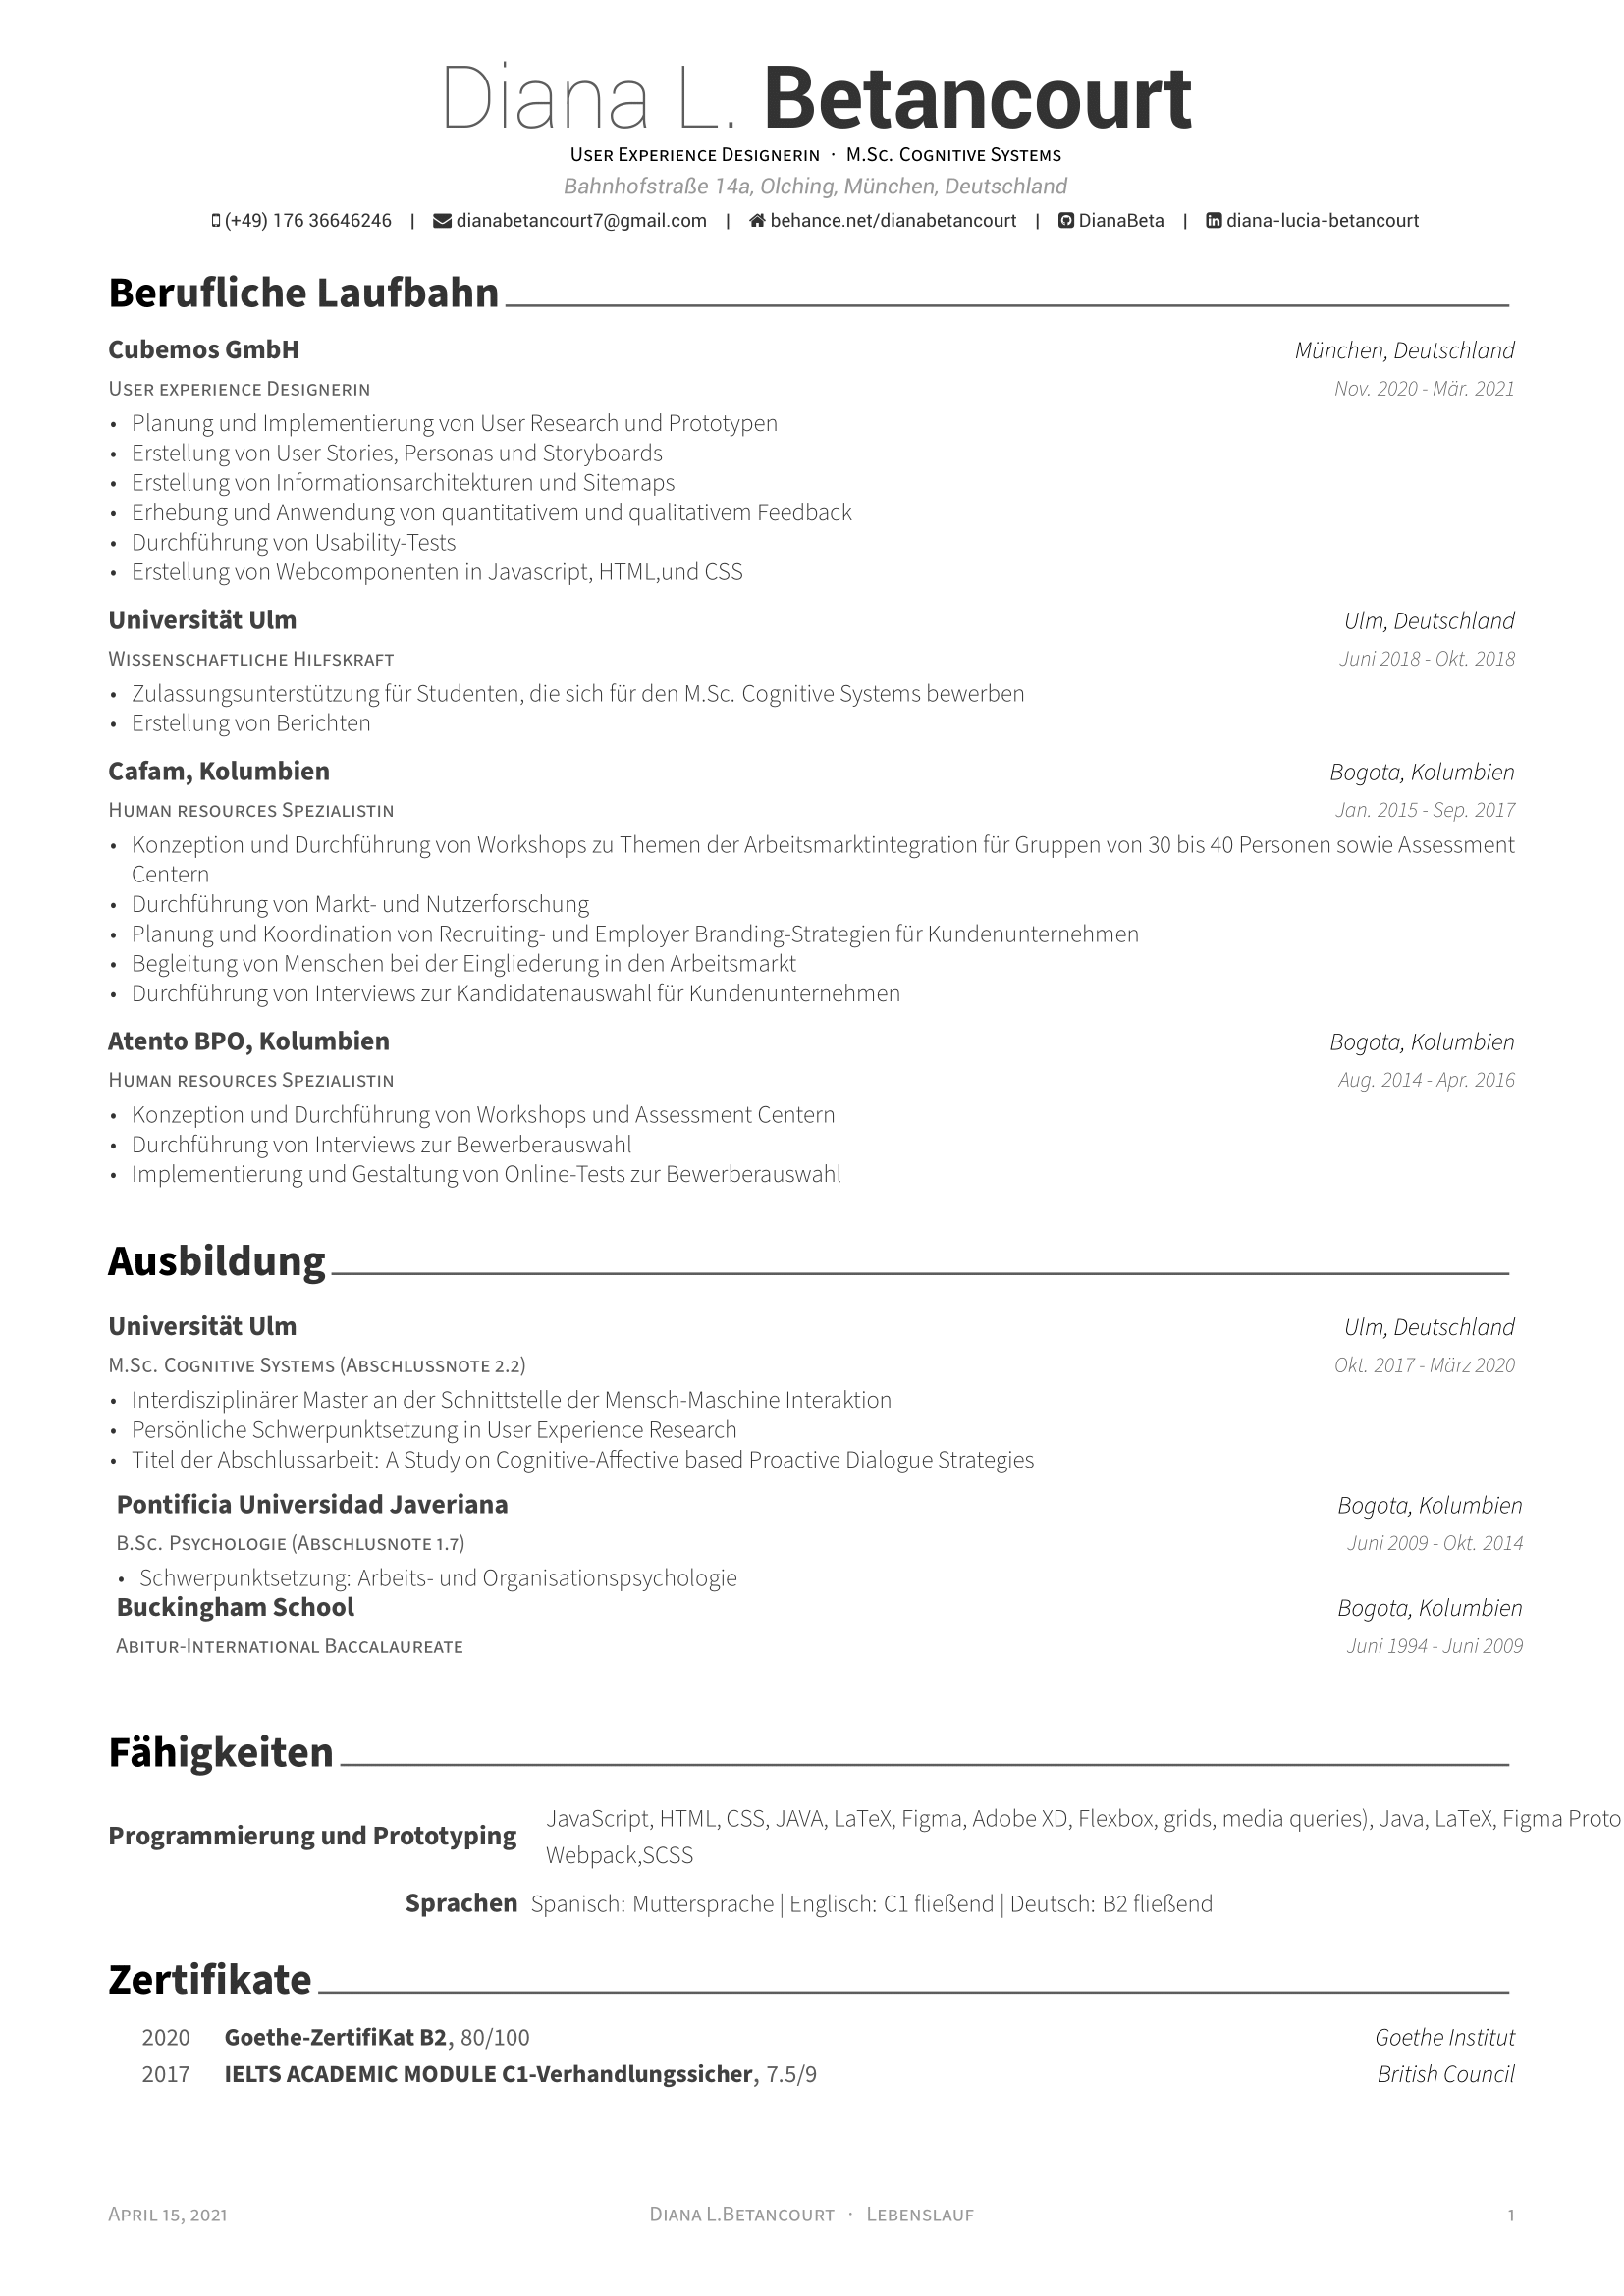 Diana L. Betancourt
User Experience Designerin · M.Sc. Cognitive Systems
Bahnhofstraße 14a, Olching, München, Deutschland
(+49) 176 36646246 | dianabetancourt7@gmail.com | behance.net/dianabetancourt | DianaBeta | diana-lucia-betancourt
Berufliche Laufbahn
Cubemos GmbH München, Deutschland
User experience Designerin Nov. 2020 - Mär. 2021
• Planung und Implementierung von User Research und Prototypen
• Erstellung von User Stories, Personas und Storyboards
• Erstellung von Informationsarchitekturen und Sitemaps
• Erhebung und Anwendung von quantitativem und qualitativem Feedback
• Durchführung von Usability-Tests
• Erstellung von Webcomponenten in Javascript, HTML,und CSS
Universität Ulm Ulm, Deutschland
Wissenschaftliche Hilfskraft Juni 2018 - Okt. 2018
• Zulassungsunterstützung für Studenten, die sich für den M.Sc. Cognitive Systems bewerben
• Erstellung von Berichten
Cafam, Kolumbien Bogota, Kolumbien
Human resources Spezialistin Jan. 2015 - Sep. 2017
• Konzeption und Durchführung von Workshops zu Themen der Arbeitsmarktintegration für Gruppen von 30 bis 40 Personen sowie Assessment
Centern
• Durchführung von Markt- und Nutzerforschung
• Planung und Koordination von Recruiting- und Employer Branding-Strategien für Kundenunternehmen
• Begleitung von Menschen bei der Eingliederung in den Arbeitsmarkt
• Durchführung von Interviews zur Kandidatenauswahl für Kundenunternehmen
Atento BPO, Kolumbien Bogota, Kolumbien
Human resources Spezialistin Aug. 2014 - Apr. 2016
• Konzeption und Durchführung von Workshops und Assessment Centern
• Durchführung von Interviews zur Bewerberauswahl
• Implementierung und Gestaltung von Online-Tests zur Bewerberauswahl
Ausbildung
Universität Ulm Ulm, Deutschland
M.Sc. Cognitive Systems (Abschlussnote 2.2) Okt. 2017 - März 2020
• Interdisziplinärer Master an der Schnittstelle der Mensch-Maschine Interaktion
• Persönliche Schwerpunktsetzung in User Experience Research
• Titel der Abschlussarbeit: A Study on Cognitive-Affective based Proactive Dialogue Strategies
Pontificia Universidad Javeriana Bogota, Kolumbien
B.Sc. Psychologie (Abschlusnote 1.7) Juni 2009 - Okt. 2014
• Schwerpunktsetzung: Arbeits- und Organisationspsychologie
Buckingham School Bogota, Kolumbien
Abitur-International Baccalaureate Juni 1994 - Juni 2009
Fähigkeiten
Programmierung und Prototyping JavaScript, HTML, CSS, JAVA, LaTeX, Figma, Adobe XD, Flexbox, grids, media queries), Java, LaTeX, Figma Proto
Webpack,SCSS
Sprachen Spanisch: Muttersprache | Englisch: C1 fließend | Deutsch: B2 fließend
Zertifikate
2020 Goethe-ZertifiKat B2, 80/100 Goethe Institut
2017 IELTS ACADEMIC MODULE C1-Verhandlungssicher, 7.5/9 British Council
April 15, 2021 Diana L.Betancourt · Lebenslauf 1